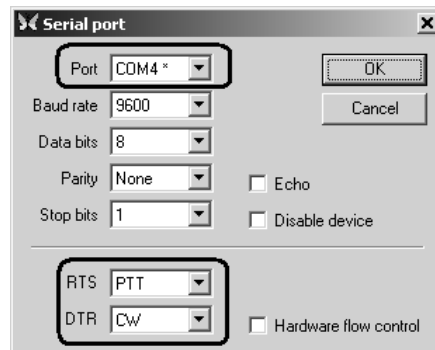 Serial port
Port COM4 *
OK
Baud rate 9600
Cancel
Data bits 8
Parity None
Echo
Stop bits 1
Disable device
RTS PTT
DTR CW
Hardware flow control